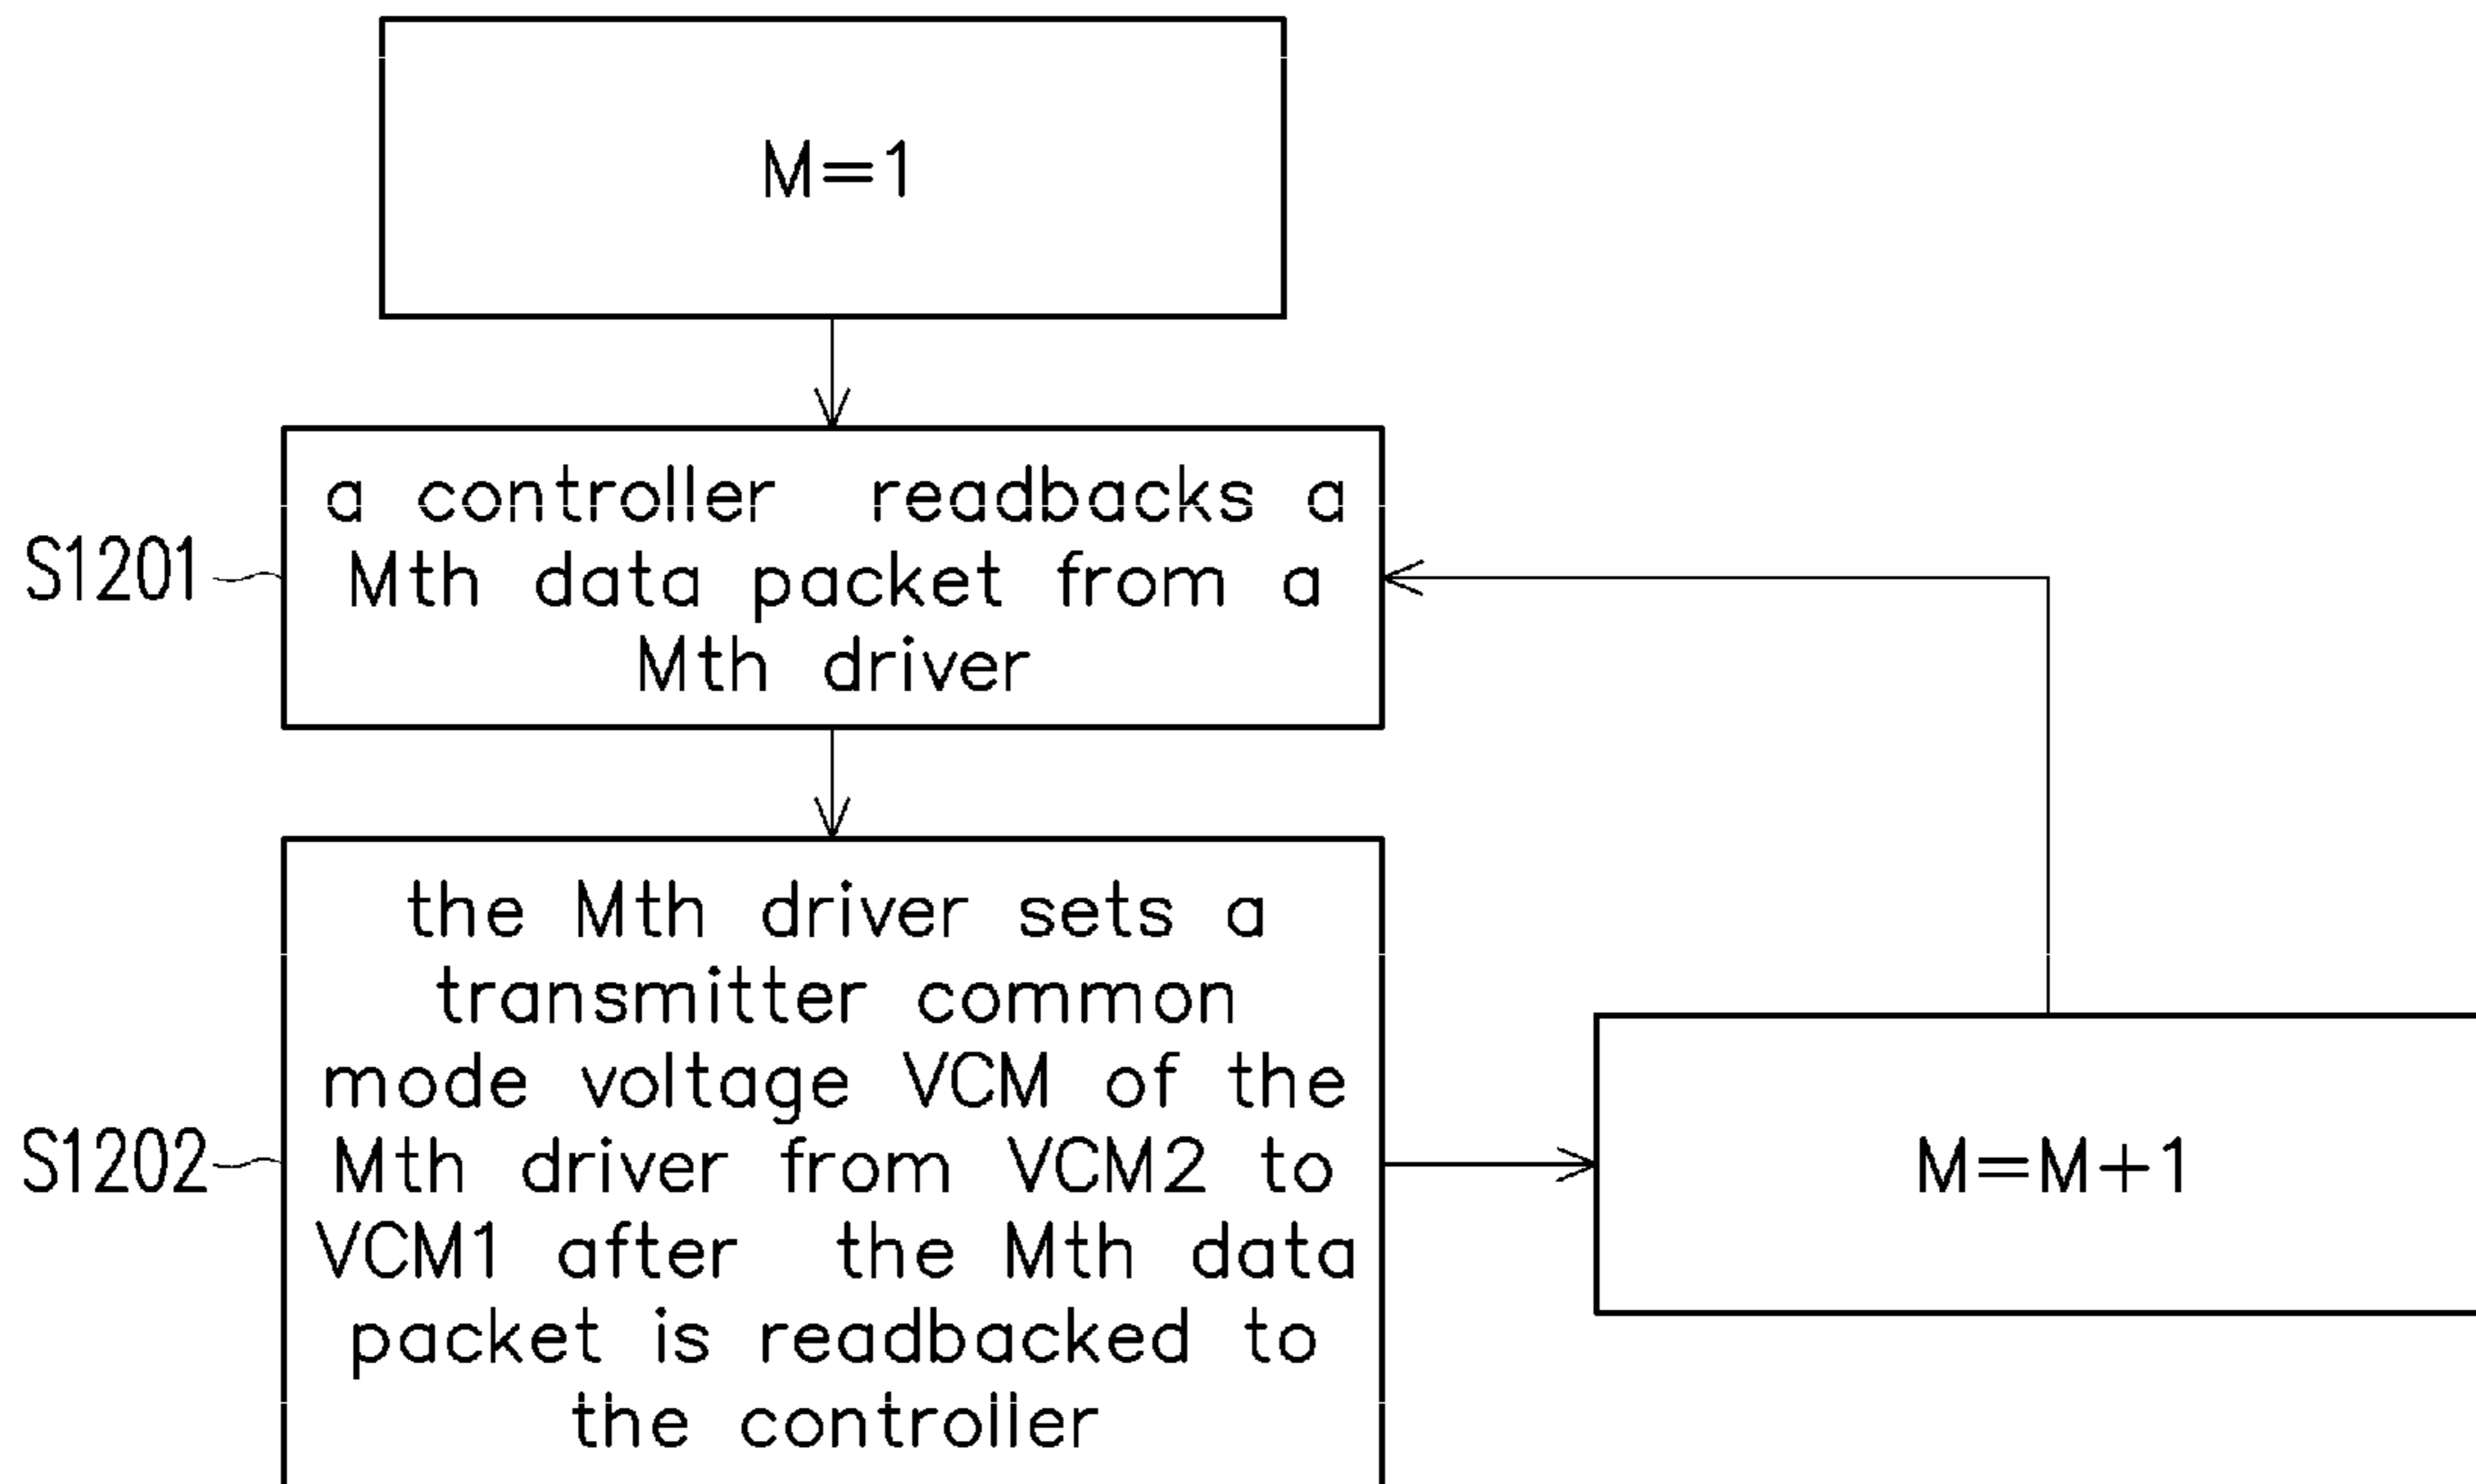 M=1
S1201
a controller readbacks a
Mth data packet from a
Mth driver
S1202
the Mth driver sets a
transmitter common
mode voltage VCM of the
Mth driver from VCM2 to
VCM1 after the Mth data
packet is readbacked to
the controller
M=M+1